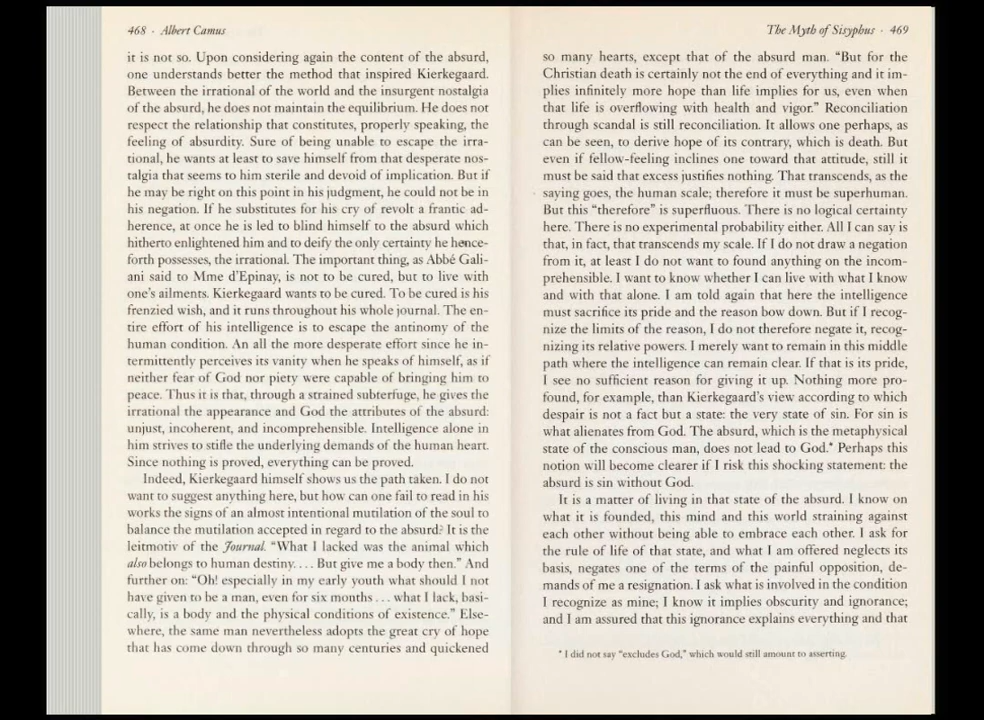 468 · Albert Camus
it is not so. Upon considering again the content of the absurd,
one understands better the method that inspired Kierkegaard.
Between the irrational of the world and the insurgent nostalgia
of the absurd, he does not maintain the equilibrium. He does not
respect the relationship that constitutes, properly speaking, the
feeling of absurdity. Sure of being unable to escape the irra-
tional, he wants at least to save himself from that desperate nos-
talgia that seems to him sterile and devoid of implication. But if
he may be right on this point in his judgment, he could not be in
his negation. If he substitutes for his cry of revolt a frantic ad-
herence, at once he is led to blind himself to the absurd which
hitherto enlightened him and to deify the only certainty he hence-
forth possesses, the irrational. The important thing, as Abbé Gali-
ani said to Mme d'Epinay, is not to be cured, but to live with
one's ailments. Kierkegaard wants to be cured. To be cured is his
frenzied wish, and it runs throughout his whole journal. The en-
tire effort of his intelligence is to escape the antinomy of the
human condition. An all the more desperate effort since he in-
termittently perceives its vanity when he speaks of himself, as if
neither fear of God nor piety were capable of bringing him to
peace. Thus it is that, through a strained subterfuge, he gives the
irrational the appearance and God the attributes of the absurd:
unjust, incoherent, and incomprehensible. Intelligence alone in
him strives to stifle the underlying demands of the human heart.
Since nothing is proved, everything can be proved.
Indeed, Kierkegaard himself shows us the path taken. I do not
want to suggest anything here, but how can one fail to read in his
works the signs of an almost intentional mutilation of the soul to
balance the mutilation accepted in regard to the absurd? It is the
leitmotiv of the Journal. "What I lacked was the animal which
also belongs to human destiny. . . . But give me a body then." And
further on: "Oh! especially in my early youth what should I not
have given to be a man, even for six months . . . what I lack, basi-
cally, is a body and the physical conditions of existence." Else-
where, the same man nevertheless adopts the great cry of hope
that has come down through so many centuries and quickened
The Myth of Sisyphus · 469
so many hearts, except that of the absurd man. "But for the
Christian death is certainly not the end of everything and it im-
plies infinitely more hope than life implies for us, even when
that life is overflowing with health and vigor." Reconciliation
through scandal is still reconciliation. It allows one perhaps, as
can be seen, to derive hope of its contrary, which is death. But
even if fellow-feeling inclines one toward that attitude, still it
must be said that excess justifies nothing. That transcends, as the
saying goes, the human scale; therefore it must be superhuman.
But this "therefore" is superfluous. There is no logical certainty
here. There is no experimental probability either. All I can say is
that, in fact, that transcends my scale. If I do not draw a negation
from it, at least I do not want to found anything on the incom-
prehensible. I want to know whether I can live with what I know
and with that alone. I am told again that here the intelligence
must sacrifice its pride and the reason bow down. But if I recog-
nize the limits of the reason, I do not therefore negate it, recog-
nizing its relative powers. I merely want to remain in this middle
path where the intelligence can remain clear. If that is its pride,
I see no sufficient reason for giving it up. Nothing more pro-
found, for example, than Kierkegaard's view according to which
despair is not a fact but a state: the very state of sin. For sin is
what alienates from God. The absurd, which is the metaphysical
state of the conscious man, does not lead to God.* Perhaps this
notion will become clearer if I risk this shocking statement: the
absurd is sin without God.
It is a matter of living in that state of the absurd. I know on
what it is founded, this mind and this world straining against
each other without being able to embrace each other. I ask for
the rule of life of that state, and what I am offered neglects its
basis, negates one of the terms of the painful opposition, de-
mands of me a resignation. I ask what is involved in the condition
I recognize as mine; I know it implies obscurity and ignorance;
and I am assured that this ignorance explains everything and that
* I did not say "excludes God," which would still amount to asserting.